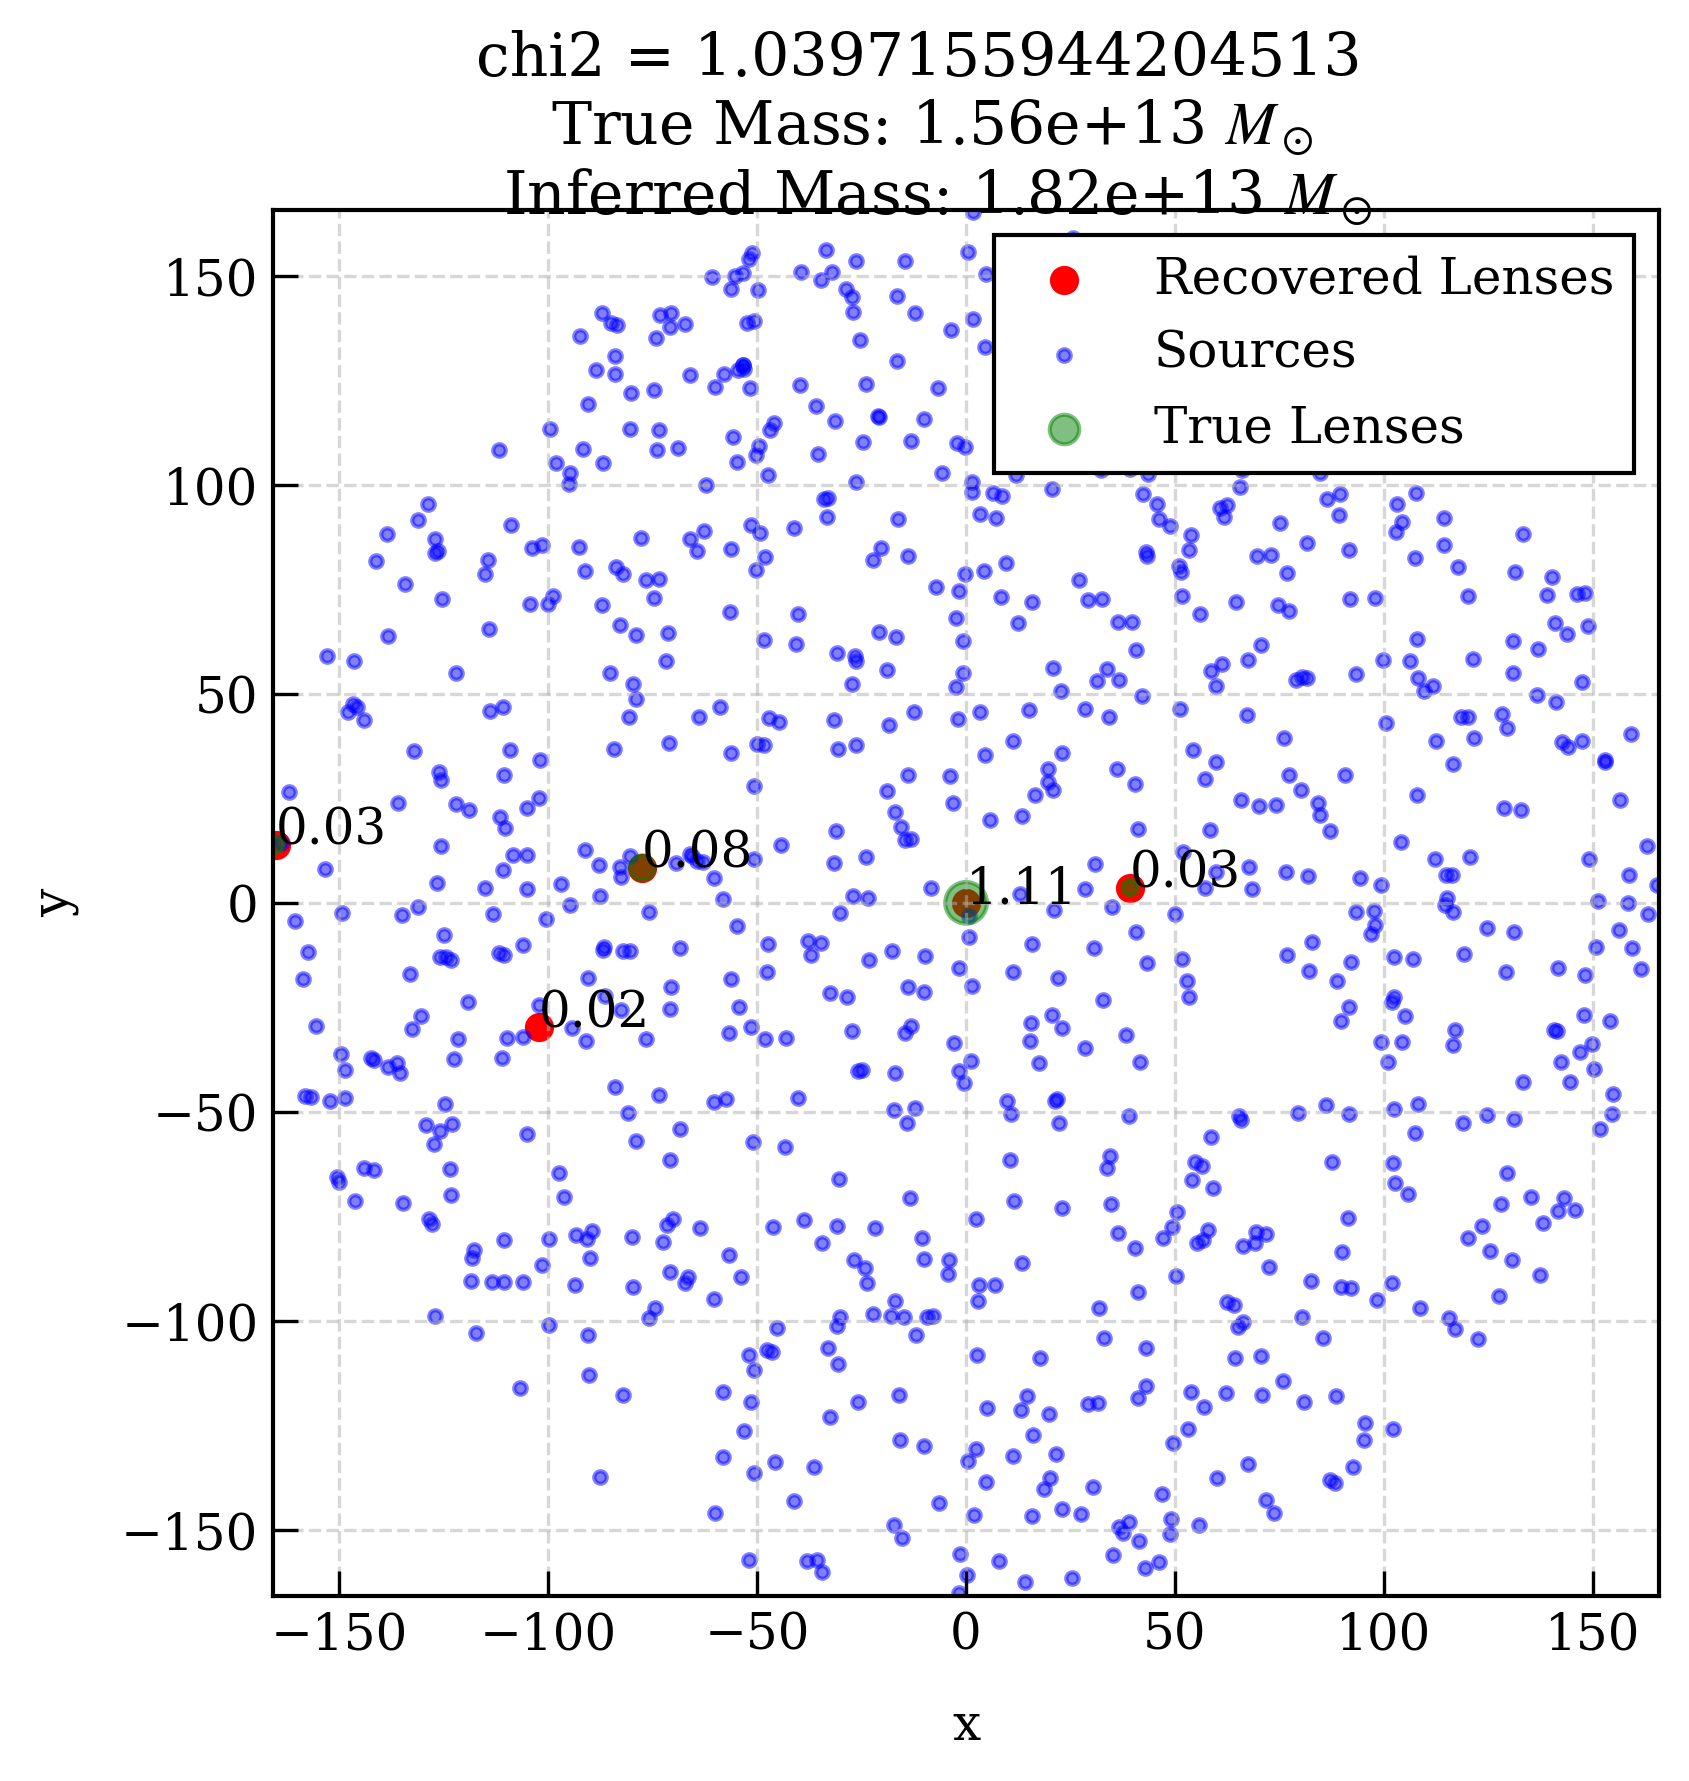 chi2 = 1.0397155944204513
True Mass: 1.56e+13 M⊙
Inferred Mass: 1.82e+13 M⊙
Recovered Lenses
Sources
True Lenses
150
100
50
0
−50
−100
−150
y
0.03
0.08
1.11
0.03
0.02
−150
−100
−50
0
50
100
150
x